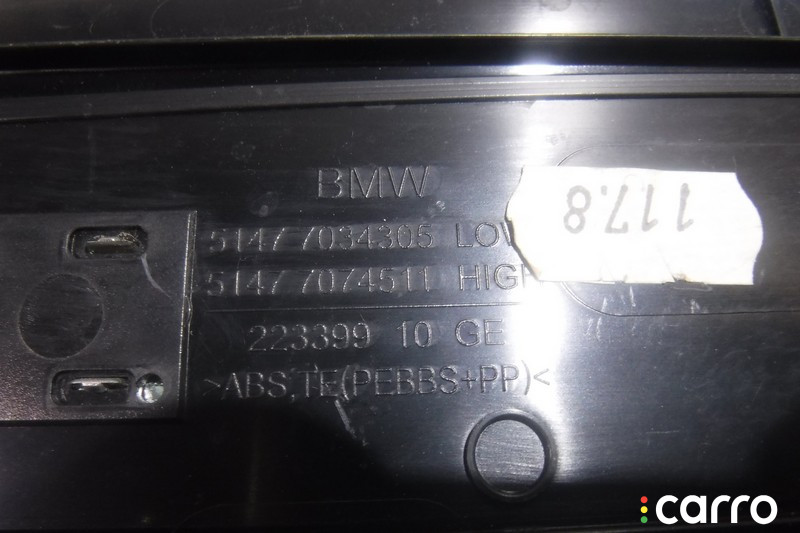 BMW
5147 7034305 LOW
5147 7074511 HIGH
117.8
223399 10 GE
>ABS,TE(PEBBS+PP)<
carro